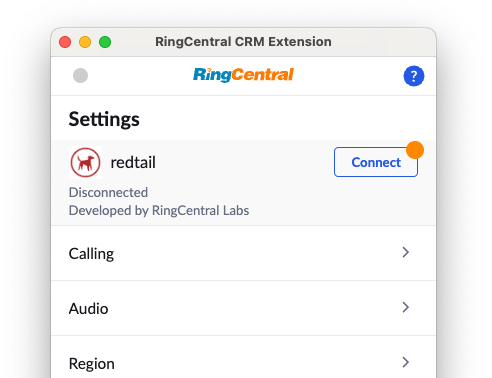 RingCentral CRM Extension
RingCentral
?
Settings
redtail
Connect
Disconnected
Developed by RingCentral Labs
Calling
Audio
Region